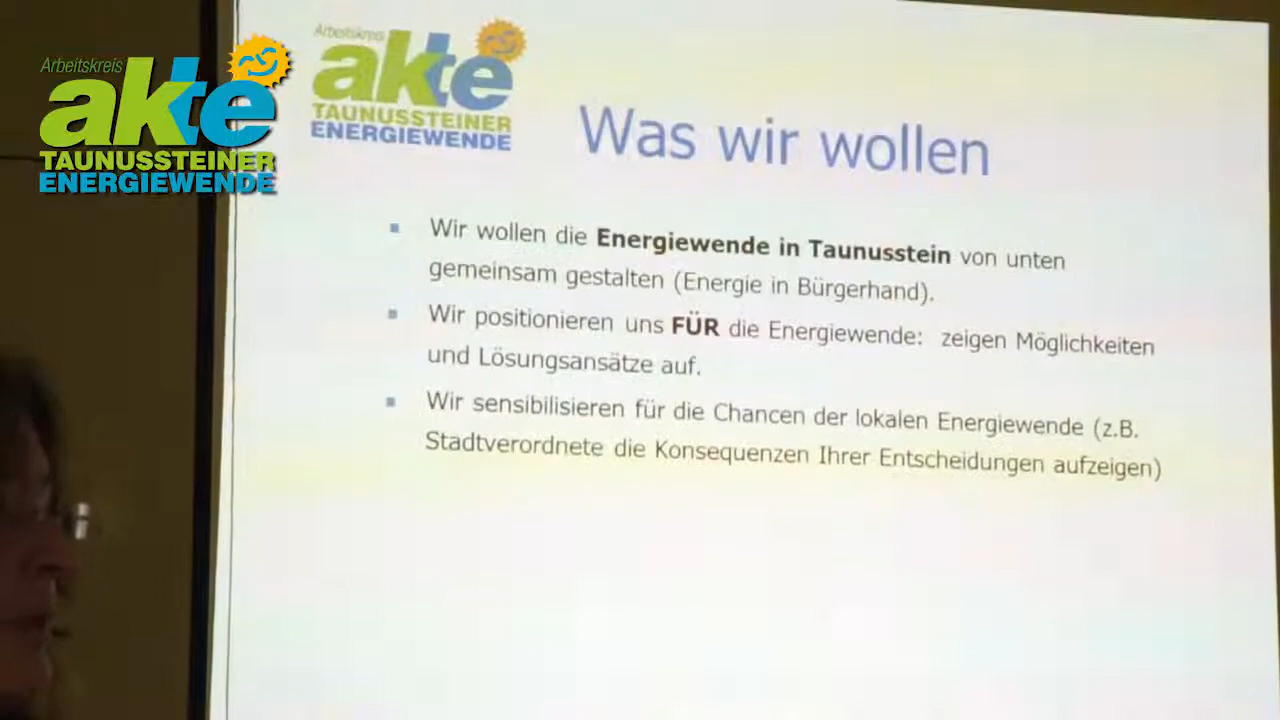 Arbeitskreis
akte
TAUNUSSTEINER
ENERGIEWENDE
Arbeitskreis
akte
TAUNUSSTEINER
ENERGIEWENDE
Was wir wollen
Wir wollen die Energiewende in Taunusstein von unten
gemeinsam gestalten (Energie in Bürgerhand).
Wir positionieren uns FÜR die Energiewende: zeigen Möglichkeiten
und Lösungsansätze auf.
Wir sensibilisieren für die Chancen der lokalen Energiewende (z.B.
Stadtverordnete die Konsequenzen Ihrer Entscheidungen aufzeigen)